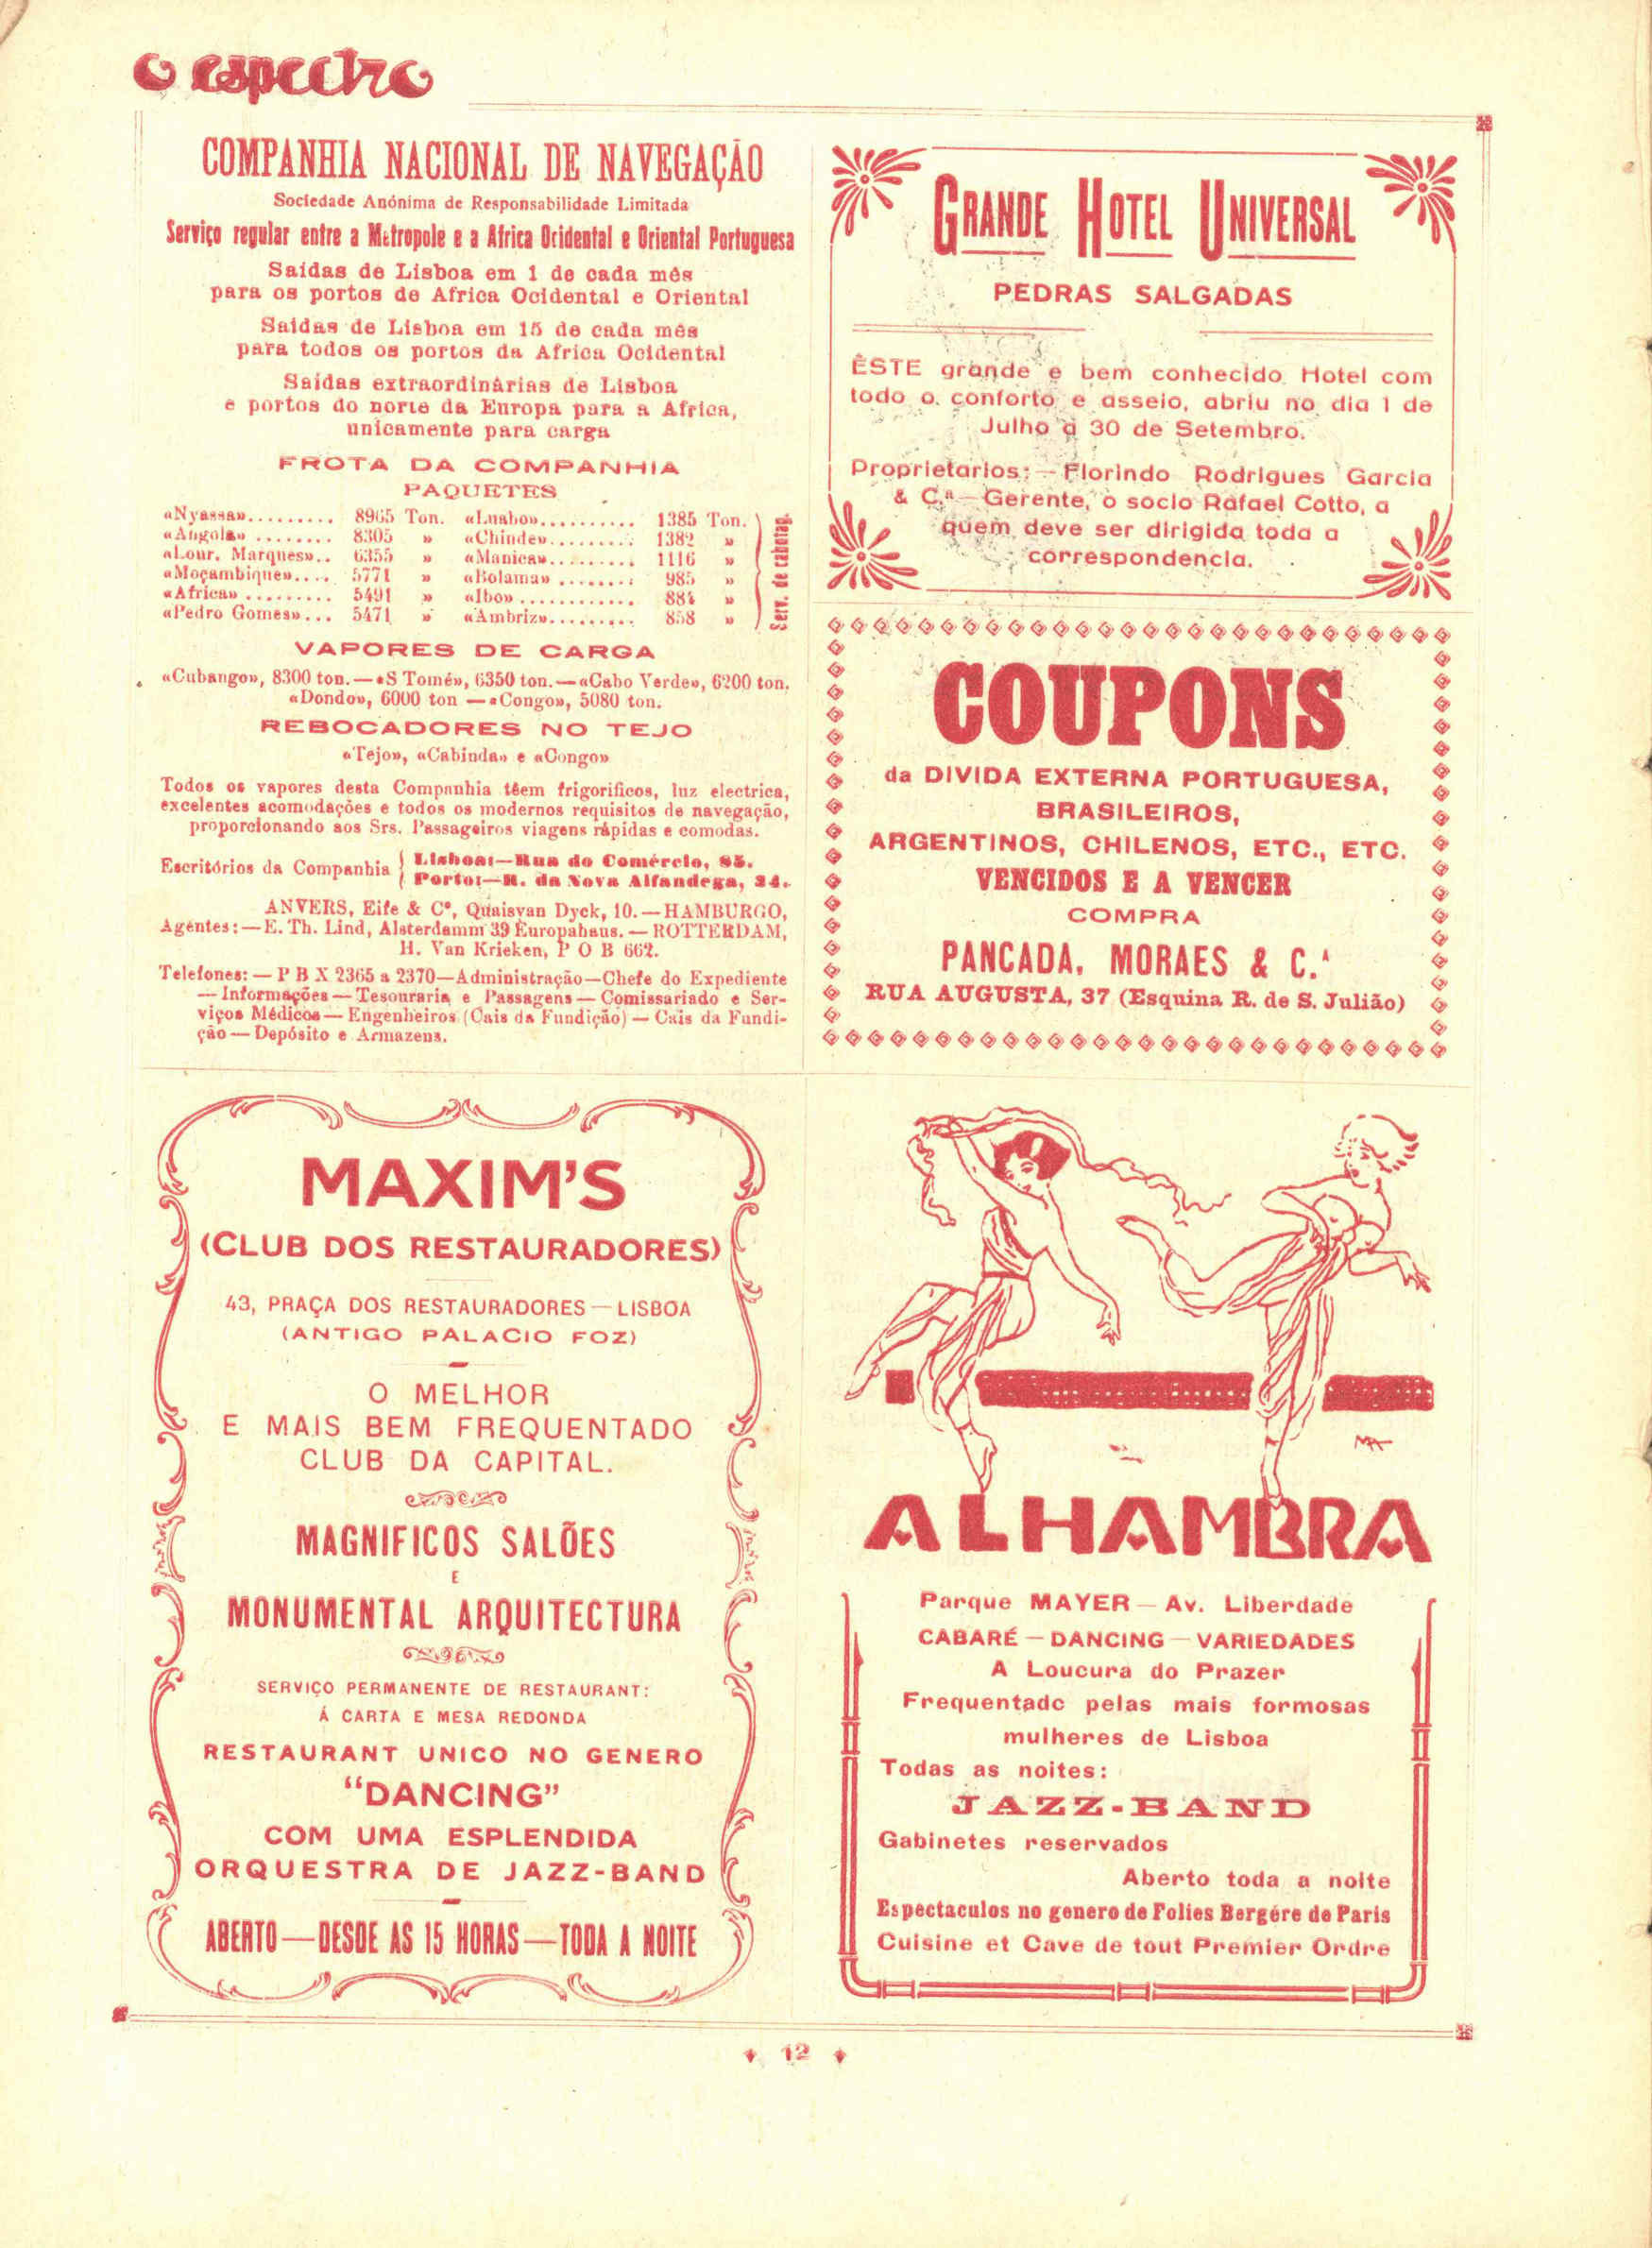 O espectro
COMPANHIA NACIONAL DE NAVEGAÇÃO
Sociedade Anónima de Responsabilidade Limitada
Serviço regular entre a Metropole e a Africa Ocidental e Oriental Portuguesa
Saídas de Lisboa em 1 de cada mês
para os portos de Africa Ocidental e Oriental
Saídas de Lisboa em 15 de cada mês
para todos os portos da Africa Ocidental
Saídas extraordinàrias de Lisboa
e portos do norte da Europa para a Africa,
unicamente para carga
FROTA DA COMPANHIA
PAQUETES
«Nyassa»......... 8965 Ton. «Luabo».......... 1385 Ton.
«Angola» ........ 8305 » «Chinde»......... 1382 »
«Lour. Marques».. 6355 » «Manica»......... 1116 »
«Moçambique».... 5771 » «Bolama» ........ 985 »
«Africa» ......... 5491 » «Ibo»............ 884 »
«Pedro Gomes»... 5471 » «Ambriz»......... 858 »
Serv. de cabotag.
VAPORES DE CARGA
«Cubango», 8300 ton.—«S Tomé», 6350 ton.—«Cabo Verde», 6200 ton.
«Dondo», 6000 ton —«Congo», 5080 ton.
REBOCADORES NO TEJO
«Tejo», «Cabinda» e «Congo»
Todos os vapores desta Companhia têem frigorificos, luz electrica,
excelentes acomodações e todos os modernos requisitos de navegação,
proporcionando aos Srs. Passageiros viagens rápidas e comodas.
Escritórios da Companhia { Lisboa:—Rua do Comércio, 85.
Porto:—R. da Nova Alfandega, 34.
ANVERS, Eife & Cº, Quaisvan Dyck, 10.—HAMBURGO,
Agentes:—E. Th. Lind, Alsterdamm 39 Europahaus.—ROTTERDAM,
H. Van Krieken, P O B 662.
Telefones: — P B X 2365 a 2370—Administração—Chefe do Expediente
— Informações — Tesouraria e Passagens — Comissariado e Ser-
viços Médicos — Engenheiros (Cais da Fundição) — Cais da Fundi-
ção — Depósito e Armazens.
GRANDE HOTEL UNIVERSAL
PEDRAS SALGADAS
ÊSTE grande e bem conhecido Hotel com
todo o conforto e asseio, abriu no dia 1 de
Julho a 30 de Setembro.
Proprietarios: — Florindo Rodrigues Garcia
& C.ª — Gerente, o socio Rafael Cotto, a
quem deve ser dirigida toda a
correspondencia.
COUPONS
da DIVIDA EXTERNA PORTUGUESA,
BRASILEIROS,
ARGENTINOS, CHILENOS, ETC., ETC.
VENCIDOS E A VENCER
COMPRA
PANCADA, MORAES & C.ª
RUA AUGUSTA, 37 (Esquina R. de S. Julião)
MAXIM'S
(CLUB DOS RESTAURADORES)
43, PRAÇA DOS RESTAURADORES — LISBOA
(ANTIGO PALACIO FOZ)
O MELHOR
E MAIS BEM FREQUENTADO
CLUB DA CAPITAL.
MAGNIFICOS SALÕES
E
MONUMENTAL ARQUITECTURA
SERVIÇO PERMANENTE DE RESTAURANT:
Á CARTA E MESA REDONDA
RESTAURANT UNICO NO GENERO
“DANCING”
COM UMA ESPLENDIDA
ORQUESTRA DE JAZZ-BAND
ABERTO—DESDE AS 15 HORAS—TODA A NOITE
ALHAMBRA
Parque MAYER — Av. Liberdade
CABARÉ — DANCING — VARIEDADES
A Loucura do Prazer
Frequentado pelas mais formosas
mulheres de Lisboa
Todas as noites:
JAZZ-BAND
Gabinetes reservados
Aberto toda a noite
Espectaculos no genero de Folies Bergére de Paris
Cuisine et Cave de tout Premier Ordre
12